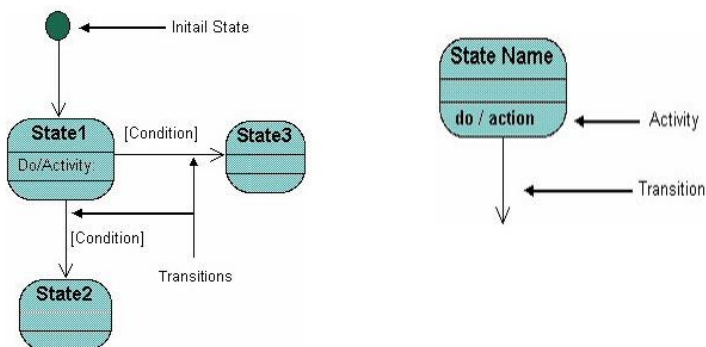 Initail State
State1
Do/Activity
[Condition]
State3
[Condition]
Transitions
State2
State Name
do / action
Activity
Transition